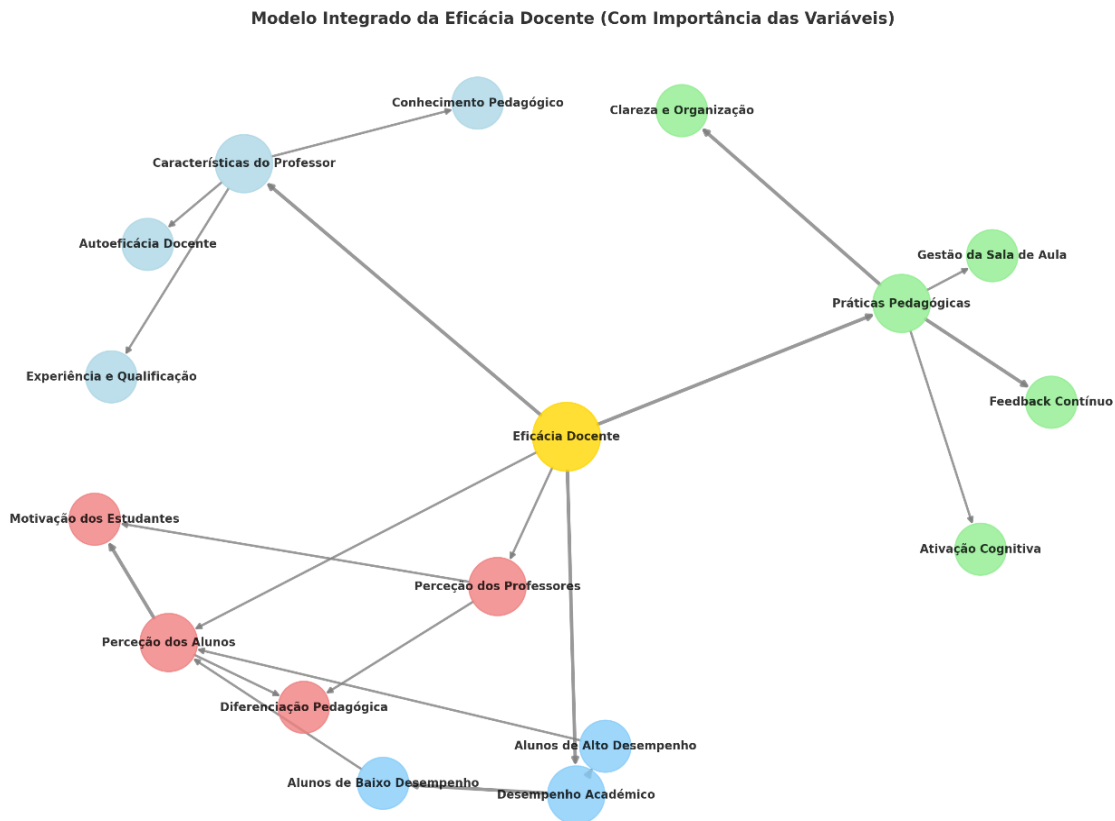 Modelo Integrado da Eficácia Docente (Com Importância das Variáveis)
Conhecimento Pedagógico
Clareza e Organização
Características do Professor
Autoeficácia Docente
Gestão da Sala de Aula
Práticas Pedagógicas
Experiência e Qualificação
Feedback Contínuo
Eficácia Docente
Motivação dos Estudantes
Ativação Cognitiva
Perceção dos Professores
Perceção dos Alunos
Diferenciação Pedagógica
Alunos de Alto Desempenho
Alunos de Baixo Desempenho
Desempenho Académico